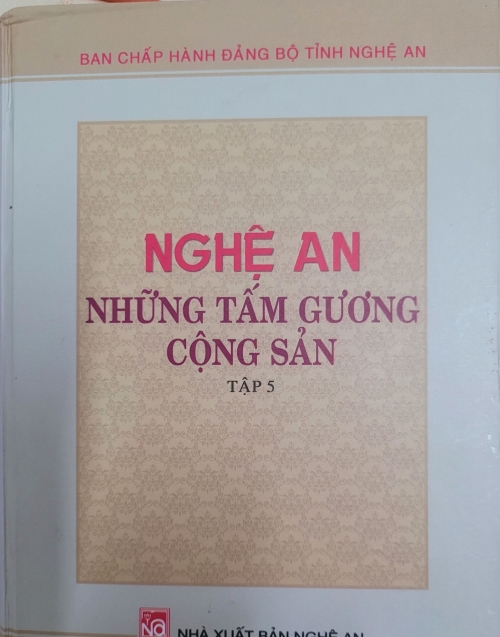 BAN CHẤP HÀNH ĐẢNG BỘ TỈNH NGHỆ AN
NGHỆ AN
NHỮNG TẤM GƯƠNG
CỘNG SẢN
TẬP 5
NA
NHÀ XUẤT BẢN NGHỆ AN